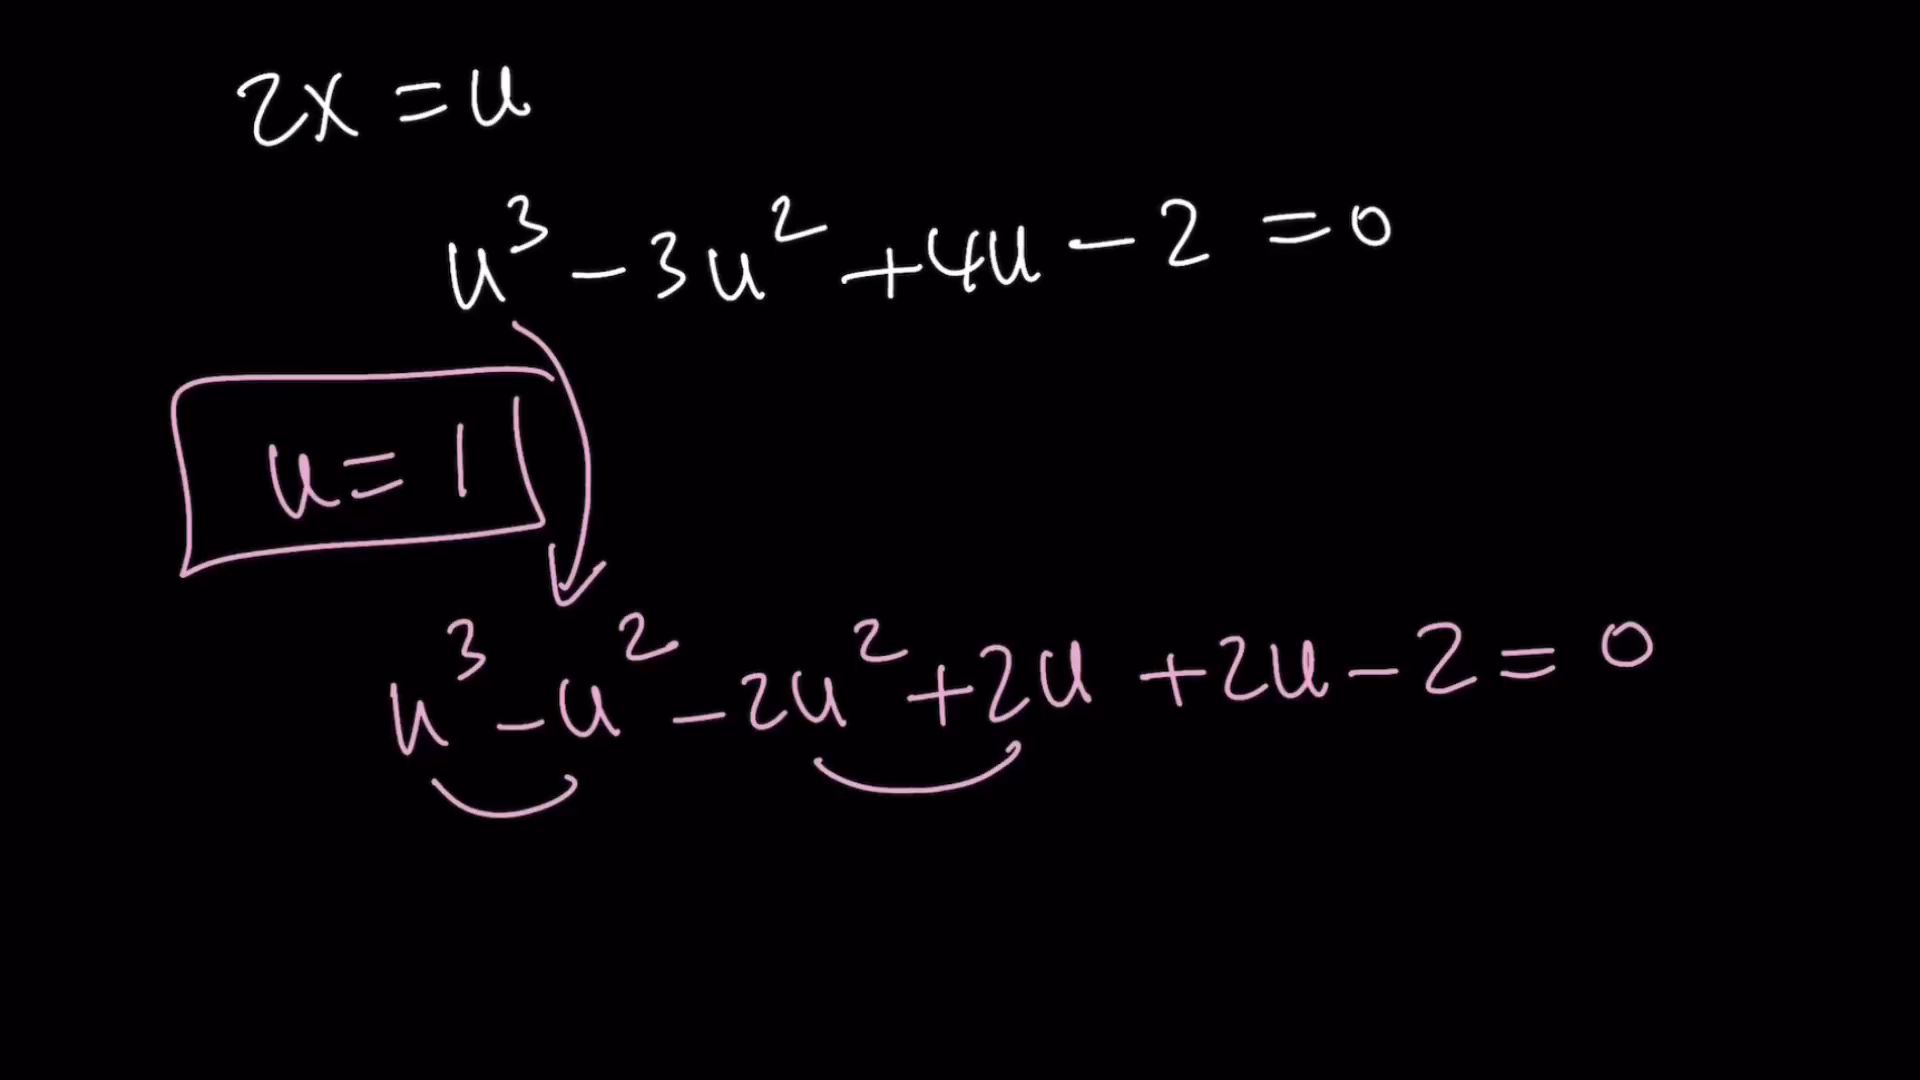 2x = u
u³ - 3u² + 4u - 2 = 0
u = 1
u³ - u² - 2u² + 2u + 2u - 2 = 0